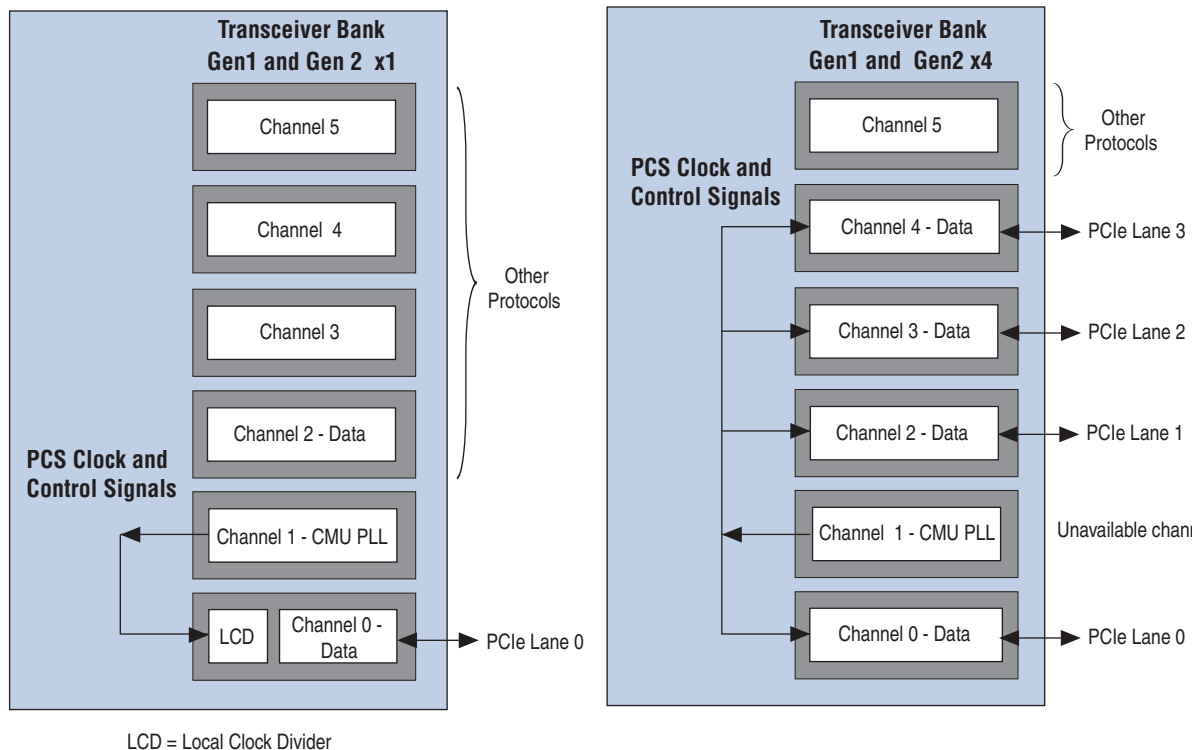 Transceiver Bank
Gen1 and Gen 2 x1
Channel 5
Channel 4
Channel 3
Channel 2 - Data
Other
Protocols
PCS Clock and
Control Signals
Channel 1 - CMU PLL
LCD
Channel 0 -
Data
PCIe Lane 0
LCD = Local Clock Divider
Transceiver Bank
Gen1 and Gen2 x4
Channel 5
Other
Protocols
PCS Clock and
Control Signals
Channel 4 - Data
PCIe Lane 3
Channel 3 - Data
PCIe Lane 2
Channel 2 - Data
PCIe Lane 1
Channel 1 - CMU PLL
Unavailable chann
Channel 0 - Data
PCIe Lane 0